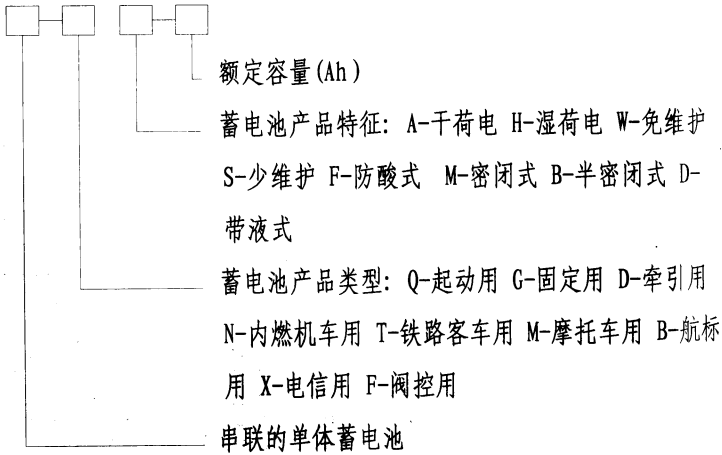 额定容量(Ah)
蓄电池产品特征: A-干荷电 H-湿荷电 W-免维护
S-少维护 F-防酸式 M-密闭式 B-半密闭式 D-
带液式
蓄电池产品类型: Q-起动用 G-固定用 D-牵引用
N-内燃机车用 T-铁路客车用 M-摩托车用 B-航标
用 X-电信用 F-阀控用
串联的单体蓄电池